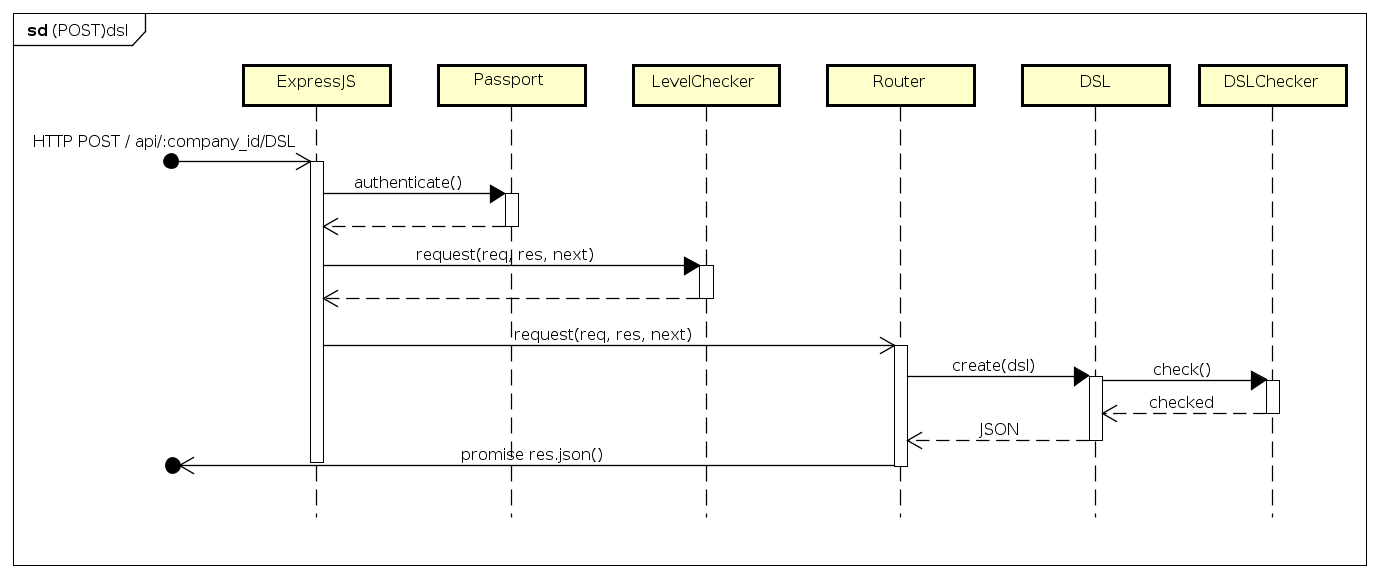 sd (POST)dsl
ExpressJS
Passport
LevelChecker
Router
DSL
DSLChecker
HTTP POST / api/:company_id/DSL
authenticate()
request(req, res, next)
request(req, res, next)
create(dsl)
check()
checked
JSON
promise res.json()